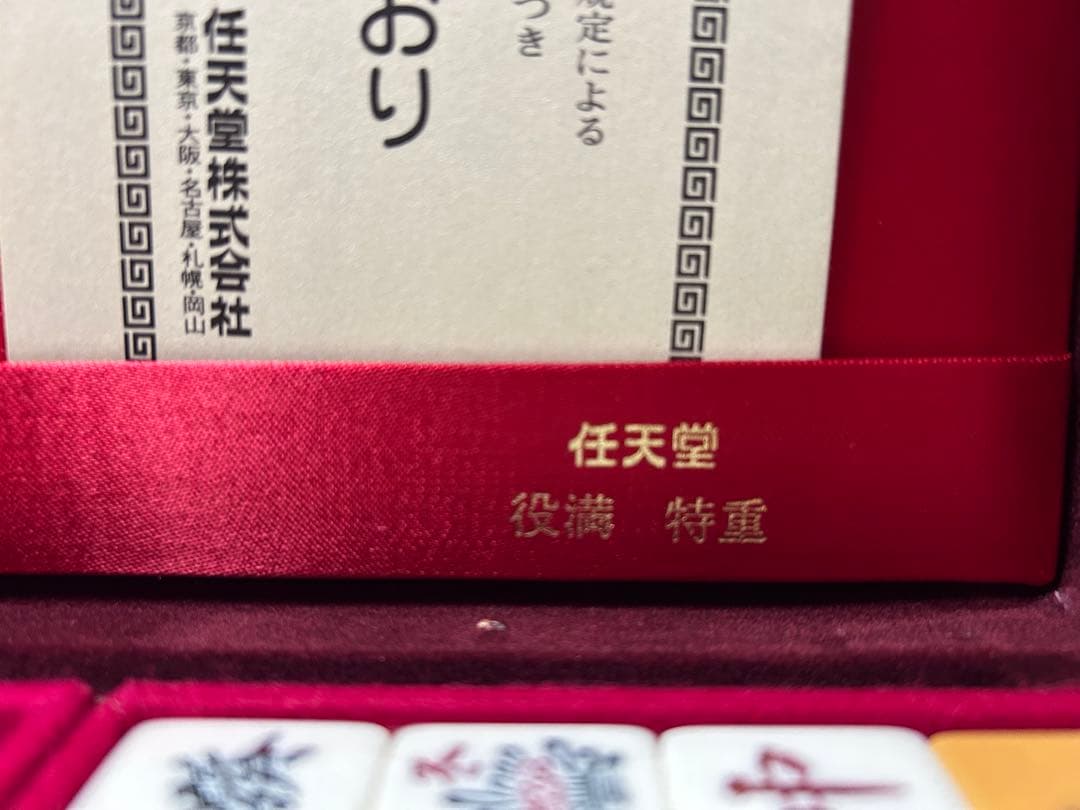 規定による
つき
おり
任天堂株式会社
京都・東京・大阪・名古屋・札幌・岡山
任天堂
役満 特重
中